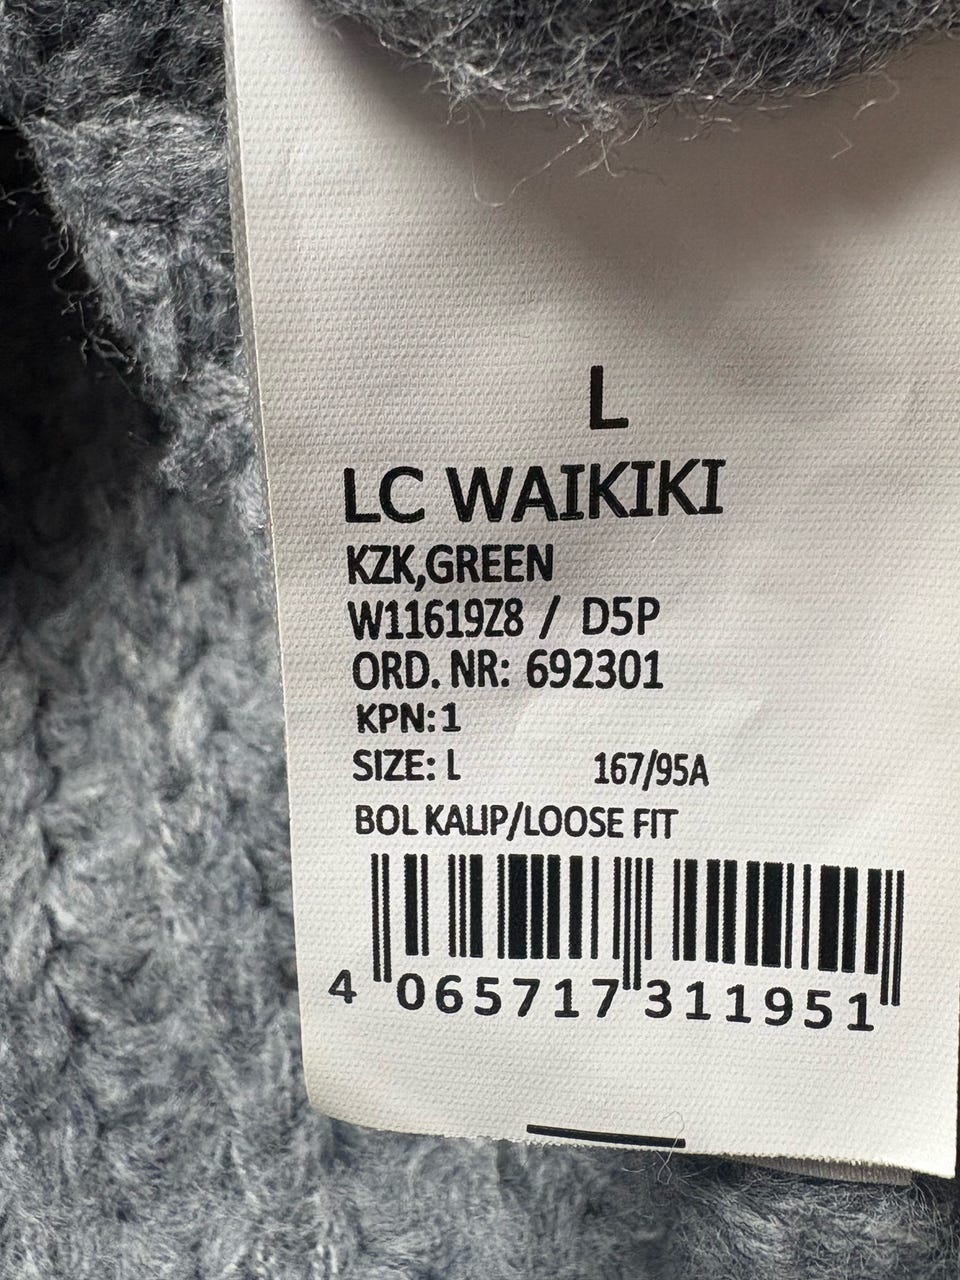 L
LC WAIKIKI
KZK,GREEN
W11619Z8 / D5P
ORD. NR: 692301
KPN:1
SIZE: L 167/95A
BOL KALIP/LOOSE FIT
4 065717 311951